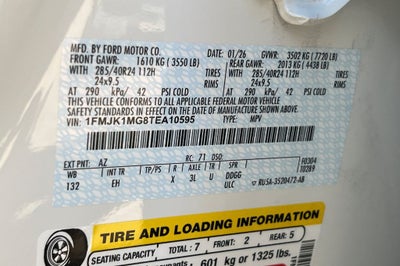 MFD. BY FORD MOTOR CO. 01/26 GVWR: 3502 KG (7720 LB)
FRONT GAWR: 1610 KG (3550 LB) REAR GAWR: 2013 KG (4438 LB)
WITH WITH
285/40R24 112H TIRES 285/40R24 112H TIRES
24x9.5 RIMS 24x9.5 RIMS
AT 290 kPa/ 42 PSI COLD AT 290 kPa/ 42 PSI COLD
THIS VEHICLE CONFORMS TO ALL APPLICABLE FEDERAL MOTOR VEHICLE
SAFETY STANDARDS IN EFFECT ON THE DATE OF MANUFACTURE SHOWN ABOVE.
VIN: 1FMJK1MG8TEA10595 TYPE: MPV
EXT PNT: AZ RC: 71 DSO: F0304
WB INT TR TP/PS R AXLE TR SPR T0289
132 EH X 3L U DDGG
ULC RU5A-3520472-AB
TIRE AND LOADING INFORMATION
SEATING CAPACITY TOTAL: 7 FRONT: 2 REAR: 5
601 kg or 1325 lbs.